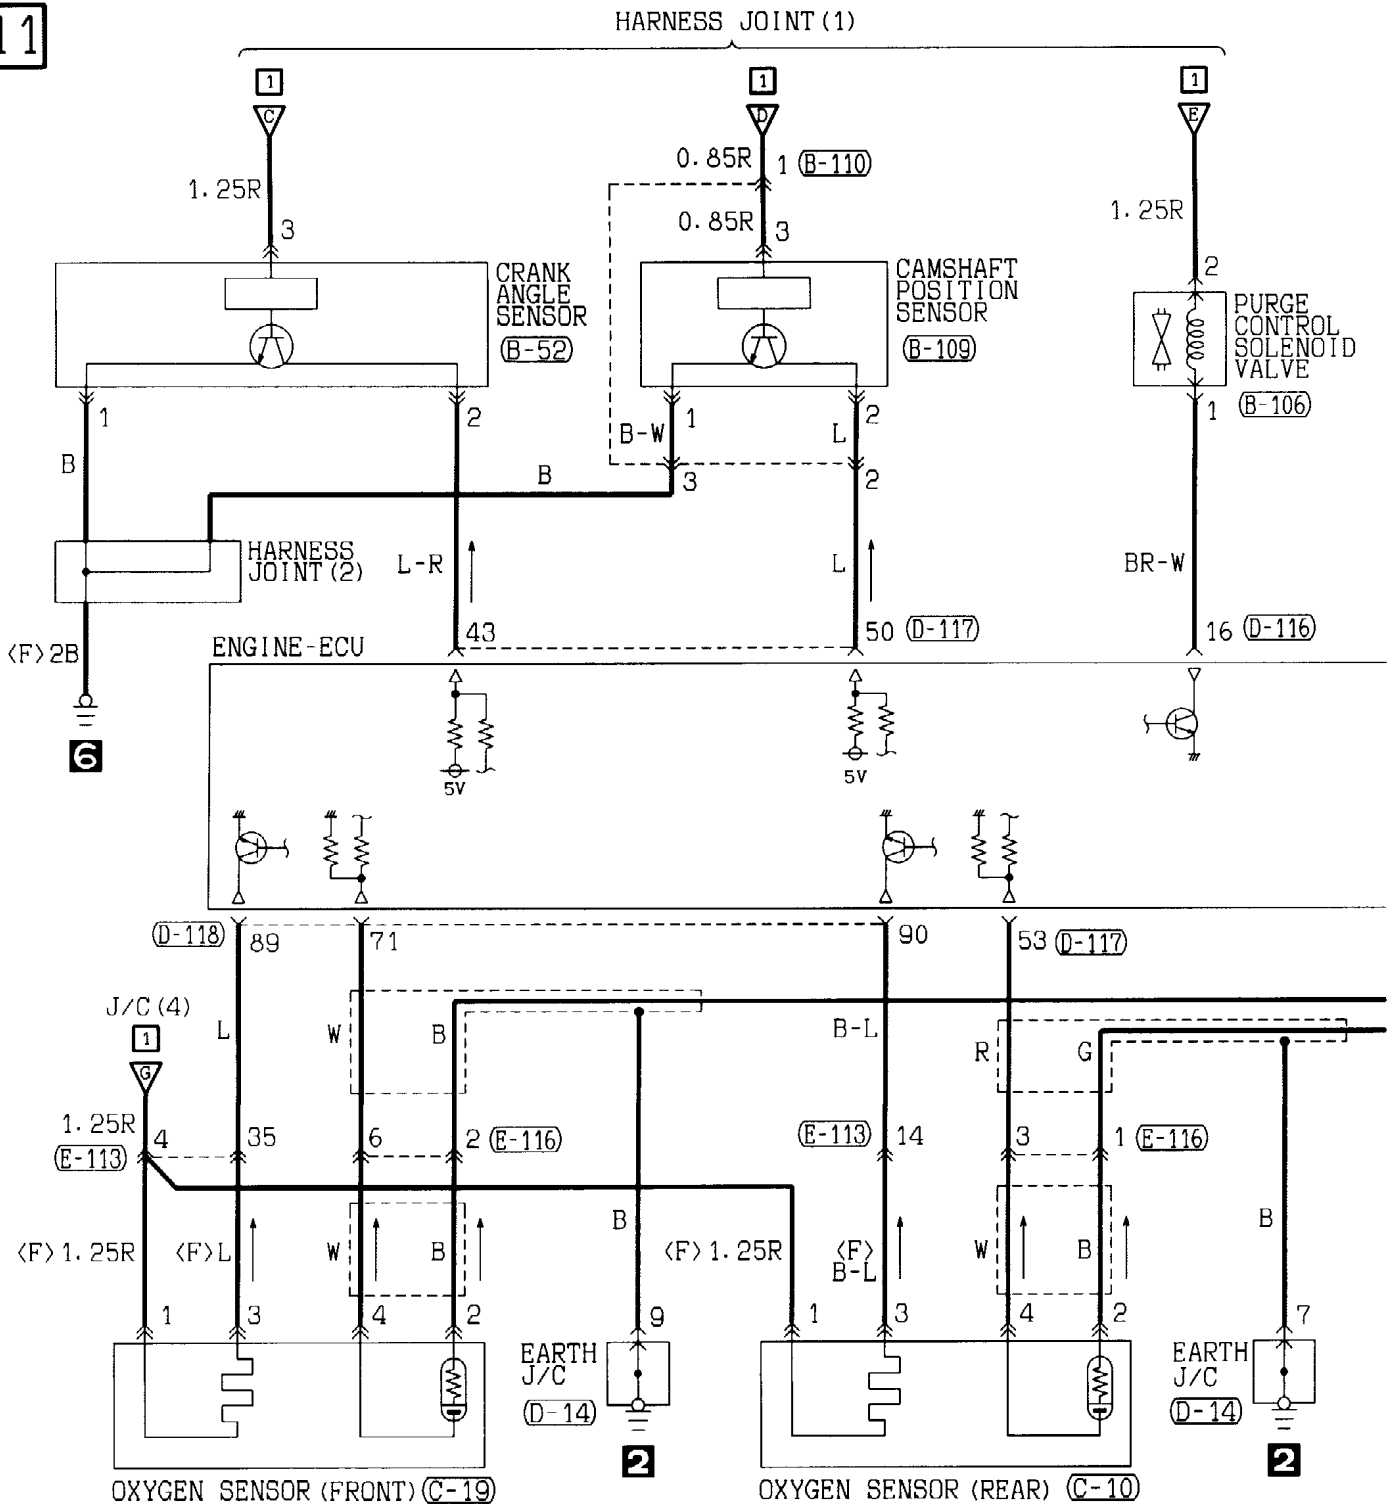 11
HARNESS JOINT(1)
1
1
1
C
D
E
0.85R
1
(B-110)
1.25R
0.85R
1.25R
3
3
2
CRANK
ANGLE
SENSOR
(B-52)
CAMSHAFT
POSITION
SENSOR
(B-109)
PURGE
CONTROL
SOLENOID
VALVE
(B-106)
1
2
1
2
1
B-W
L
B
B
3
2
HARNESS
JOINT(2)
L-R
L
BR-W
43
50
(D-117)
16
(D-116)
<F>2B
ENGINE-ECU
6
5V
5V
(D-118)
89
71
90
53
(D-117)
J/C(4)
1
G
L
W
B
B-L
R
G
1.25R
4
35
6
2
(E-116)
(E-113)
(E-113)
14
3
1
(E-116)
<F>1.25R
<F>L
W
B
B
<F>1.25R
<F>
B-L
W
B
B
1
3
4
2
9
1
3
4
2
7
EARTH
J/C
(D-14)
EARTH
J/C
(D-14)
2
2
OXYGEN SENSOR(FRONT)
(C-19)
OXYGEN SENSOR(REAR)
(C-10)